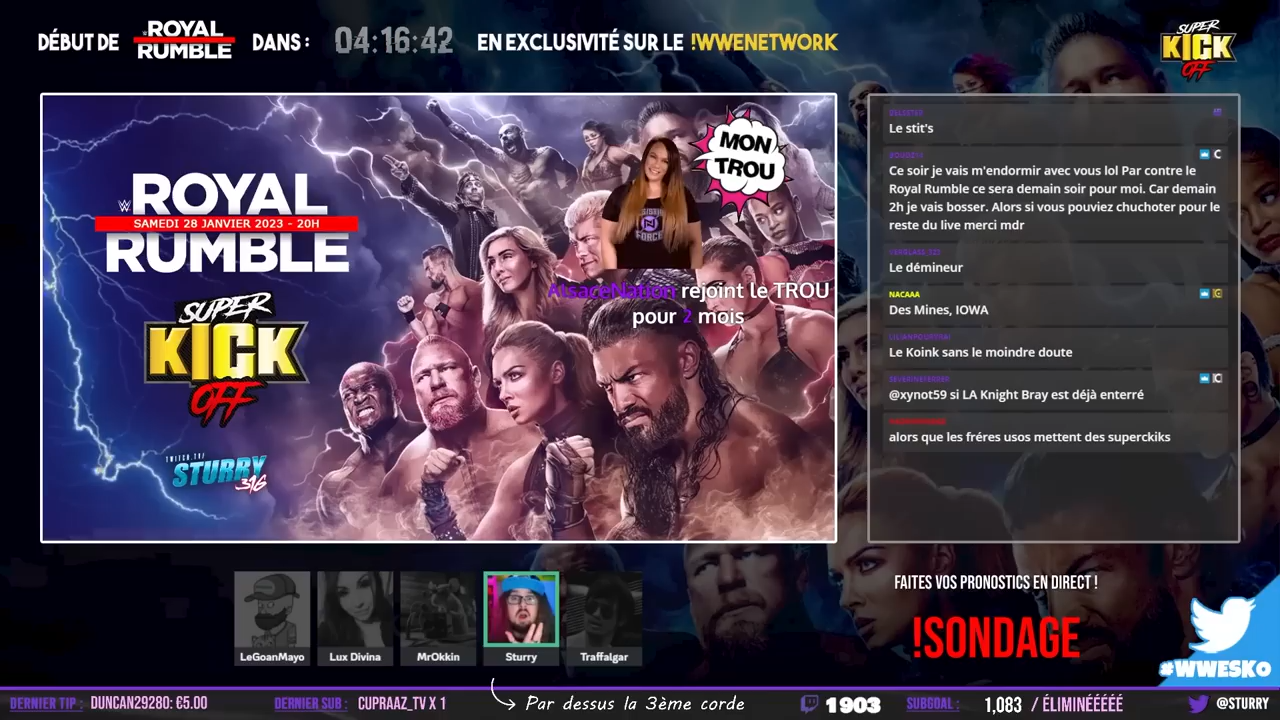 DÉBUT DE ROYAL RUMBLE DANS : 04:16:42 EN EXCLUSIVITÉ SUR LE !WWENETWORK
SUPER KICK OFF
ROYAL
SAMEDI 28 JANVIER 2023 - 20H
RUMBLE
SUPER
KICK
OFF
TWITCH.TV/
STURRY
316
MON
TROU
AlsaceNation rejoint le TROU
pour 2 mois
Le stit's
Ce soir je vais m'endormir avec vous lol Par contre le
Royal Rumble ce sera demain soir pour moi. Car demain
2h je vais bosser. Alors si vous pouviez chuchoter pour le
reste du live merci mdr
Le démineur
NACAAA
Des Mines, IOWA
Le Koink sans le moindre doute
@xynot59 si LA Knight Bray est déjà enterré
alors que les fréres usos mettent des superckiks
LeGoanMayo
Lux Divina
MrOkkin
Sturry
Traffalgar
FAITES VOS PRONOSTICS EN DIRECT !
!SONDAGE
#WWESKO
DERNIER TIP : DUNCAN29280: €5.00
DERNIER SUB : CUPRAAZ_TV X 1
Par dessus la 3ème corde
1903
SUBGOAL : 1,083 / ÉLIMINÉÉÉÉÉ
@STURRY